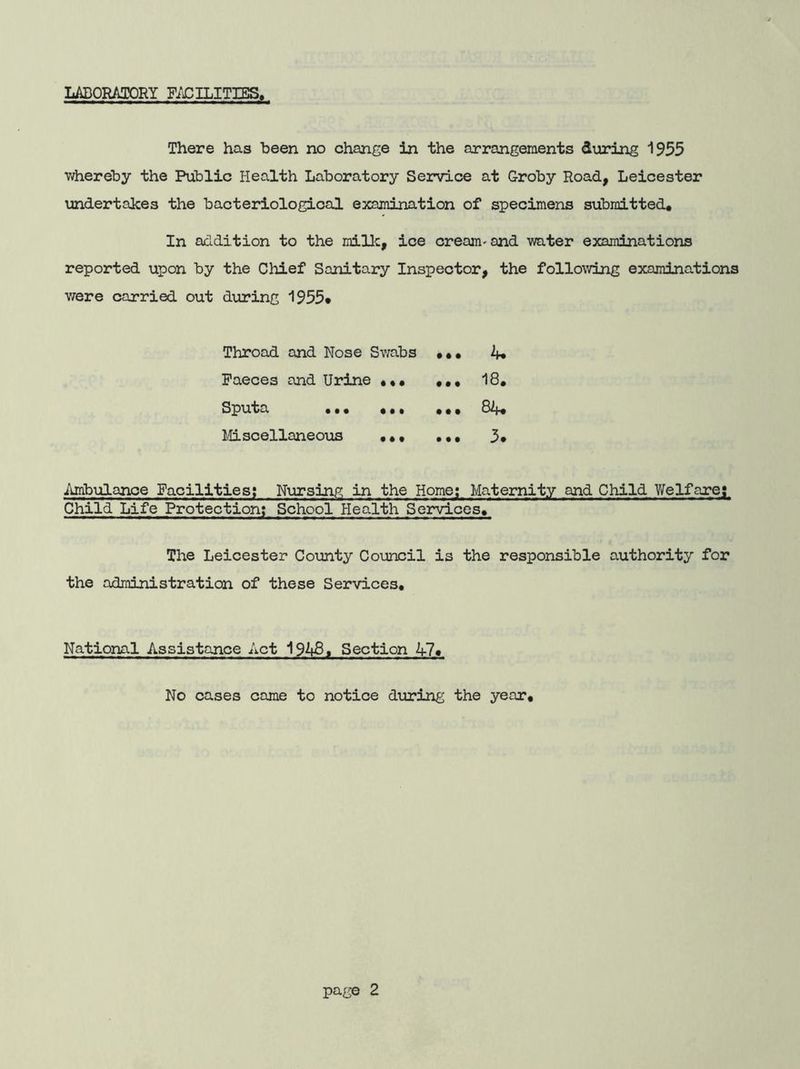 LABORATORY FACILITIES.
There has been no change in the arrangements during 1955
whereby the Public Health Laboratory Service at Groby Road, Leicester
undertakes the bacteriological examination of specimens submitted.
In addition to the milk, ice cream and water examinations
reported upon by the Chief Sanitary Inspector, the following examinations
were carried out during 1955.
Throad and Nose Swabs ... 4.
Faeces and Urine ... ... 18.
Sputa ... ... ... 84.
Miscellaneous ... ... 3.
Ambulance Facilities; Nursing in the Home; Maternity and Child Welfare;
Child Life Protection; School Health Services.
The Leicester County Council is the responsible authority for
the administration of these Services.
National Assistance Act 1948, Section 47.
No cases came to notice during the year.
page 2